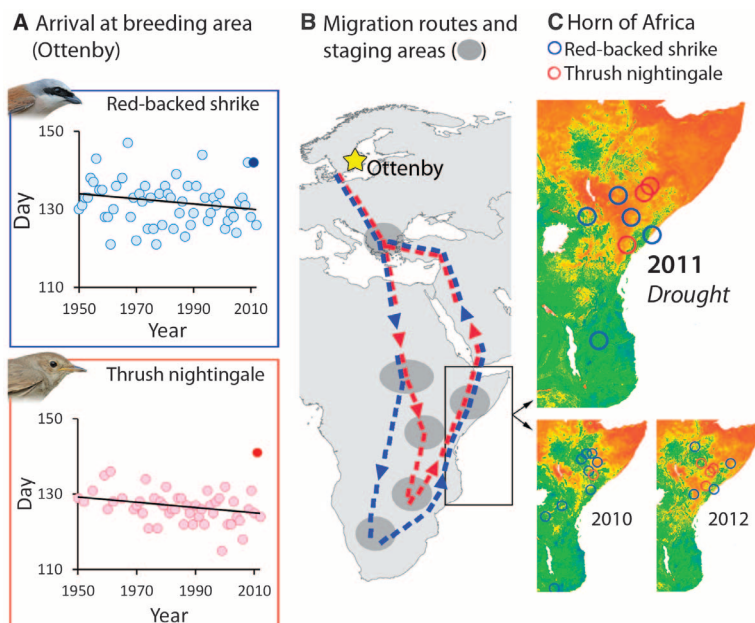 A Arrival at breeding area
(Ottenby)
Red-backed shrike
150
130
110
Day
1950
1970
1990
2010
Year
Thrush nightingale
150
130
110
Day
1950
1970
1990
2010
Year
B Migration routes and
staging areas ( )
Ottenby
C Horn of Africa
Red-backed shrike
Thrush nightingale
2011
Drought
2010
2012